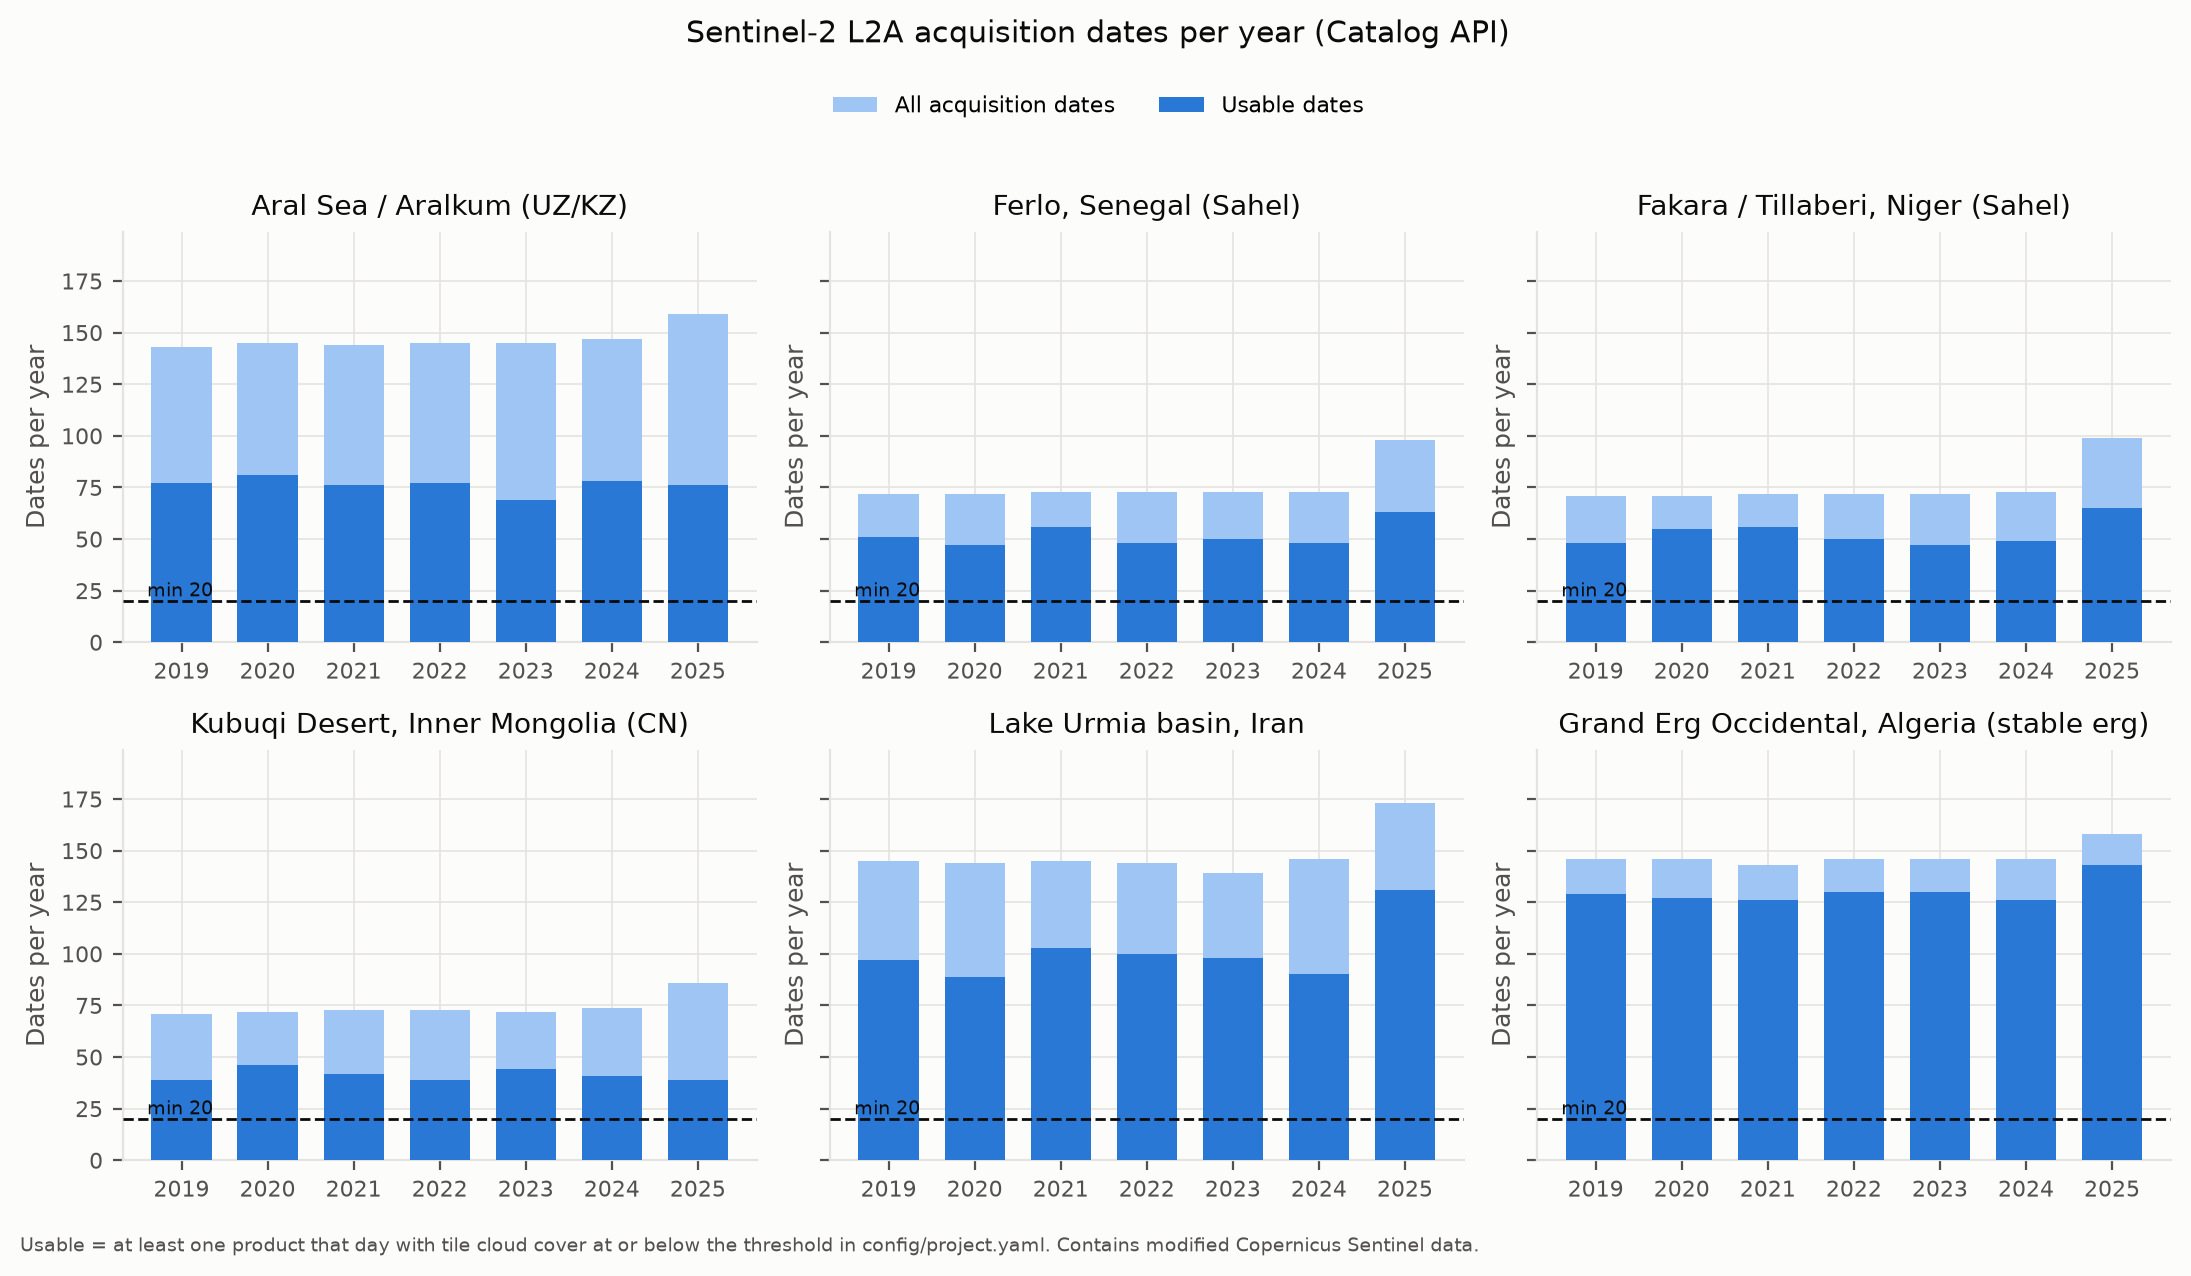 Sentinel-2 L2A acquisition dates per year (Catalog API)
All acquisition dates
Usable dates
Aral Sea / Aralkum (UZ/KZ)
Dates per year
175
150
125
100
75
50
25
0
min 20
2019 2020 2021 2022 2023 2024 2025
Ferlo, Senegal (Sahel)
Dates per year
min 20
2019 2020 2021 2022 2023 2024 2025
Fakara / Tillaberi, Niger (Sahel)
Dates per year
min 20
2019 2020 2021 2022 2023 2024 2025
Kubuqi Desert, Inner Mongolia (CN)
Dates per year
175
150
125
100
75
50
25
0
min 20
2019 2020 2021 2022 2023 2024 2025
Lake Urmia basin, Iran
Dates per year
min 20
2019 2020 2021 2022 2023 2024 2025
Grand Erg Occidental, Algeria (stable erg)
Dates per year
min 20
2019 2020 2021 2022 2023 2024 2025
Usable = at least one product that day with tile cloud cover at or below the threshold in config/project.yaml. Contains modified Copernicus Sentinel data.